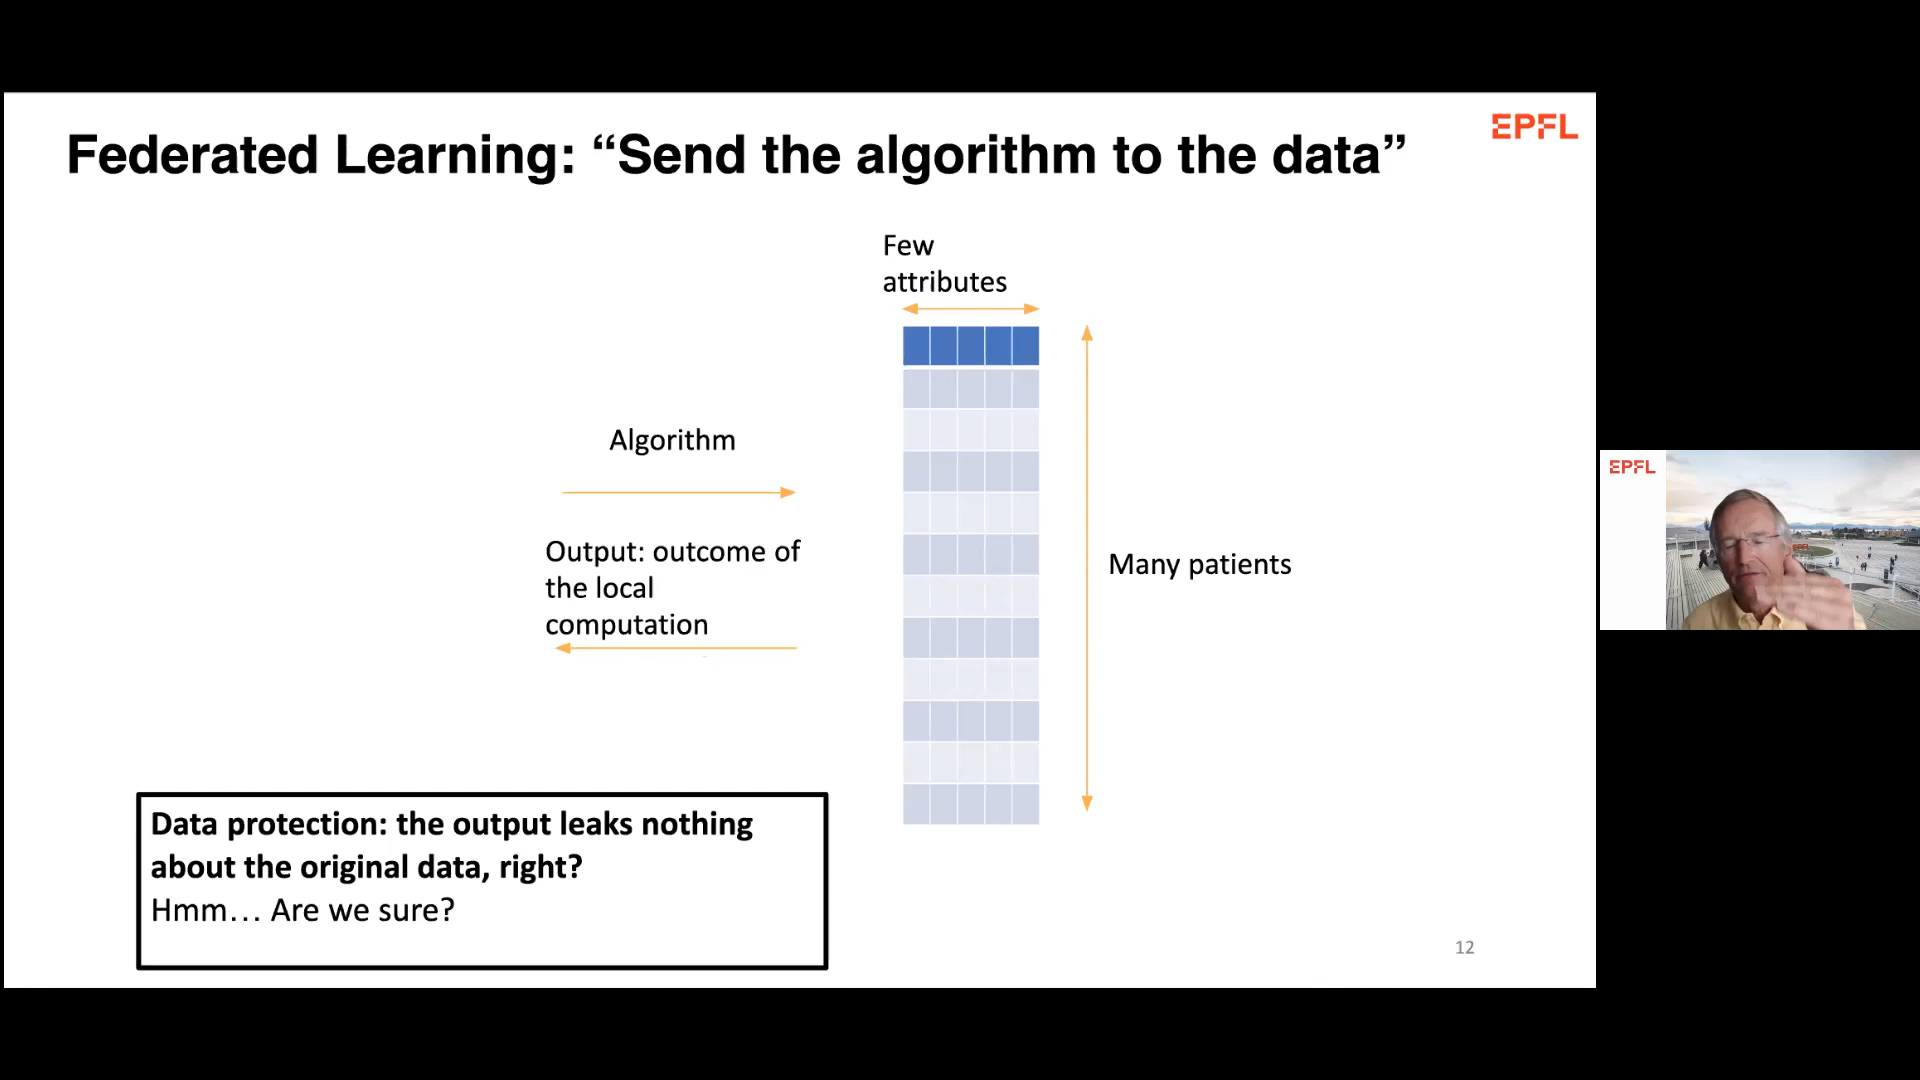 Federated Learning: “Send the algorithm to the data”
EPFL
Few
attributes
Algorithm
Output: outcome of
the local
computation
Many patients
Data protection: the output leaks nothing
about the original data, right?
Hmm… Are we sure?
12
EPFL